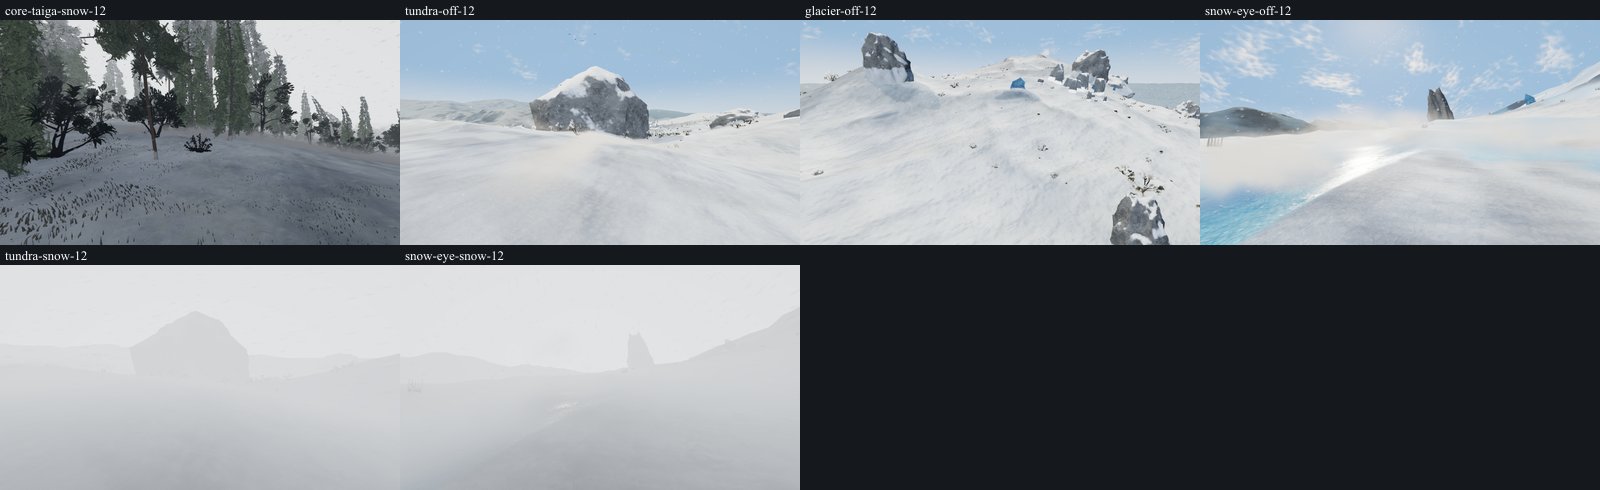 core-taiga-snow-12
tundra-off-12
glacier-off-12
snow-eye-off-12
tundra-snow-12
snow-eye-snow-12